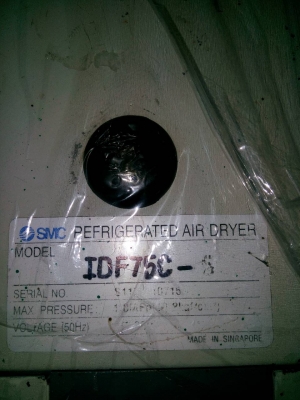 SMC REFRIGERATED AIR DRYER
MODEL IDF75C-
SERIAL NO
MAX. PRESSURE
VOLTAGE (50Hz)
MADE IN SINGAPORE